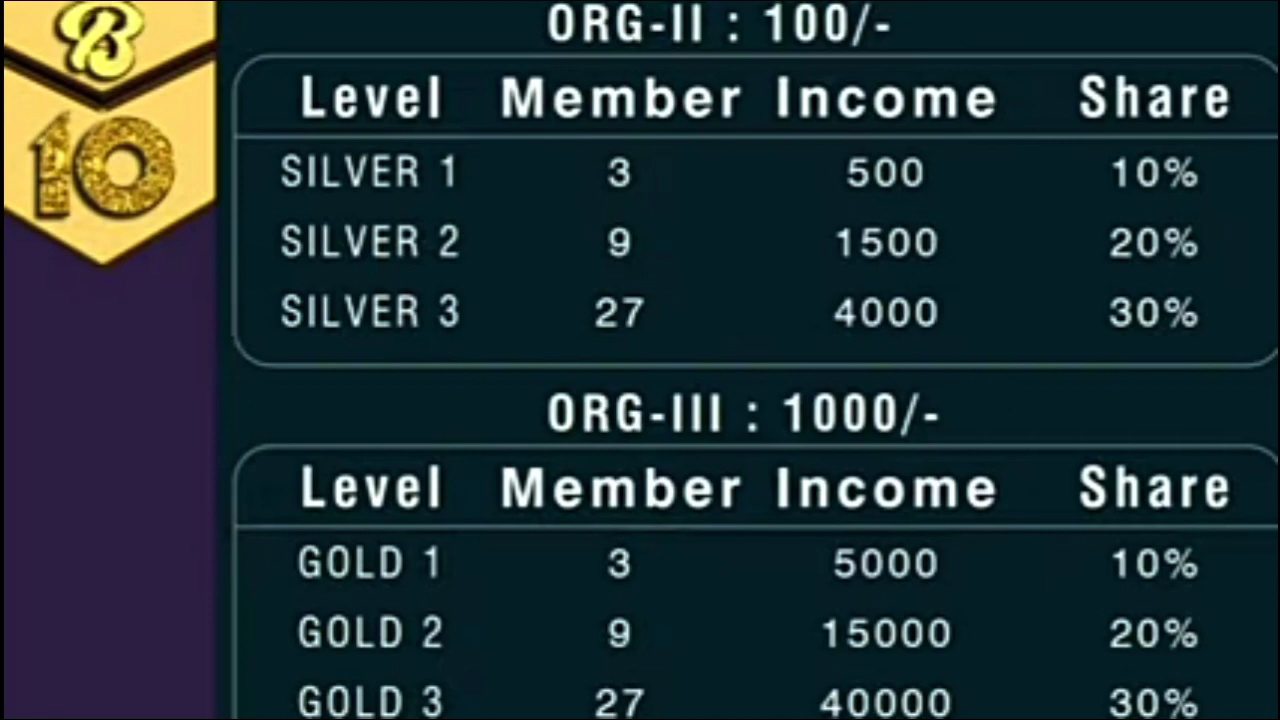 B
10
ORG-II : 100/-
Level Member Income Share
SILVER 1 3 500 10%
SILVER 2 9 1500 20%
SILVER 3 27 4000 30%
ORG-III : 1000/-
Level Member Income Share
GOLD 1 3 5000 10%
GOLD 2 9 15000 20%
GOLD 3 27 40000 30%